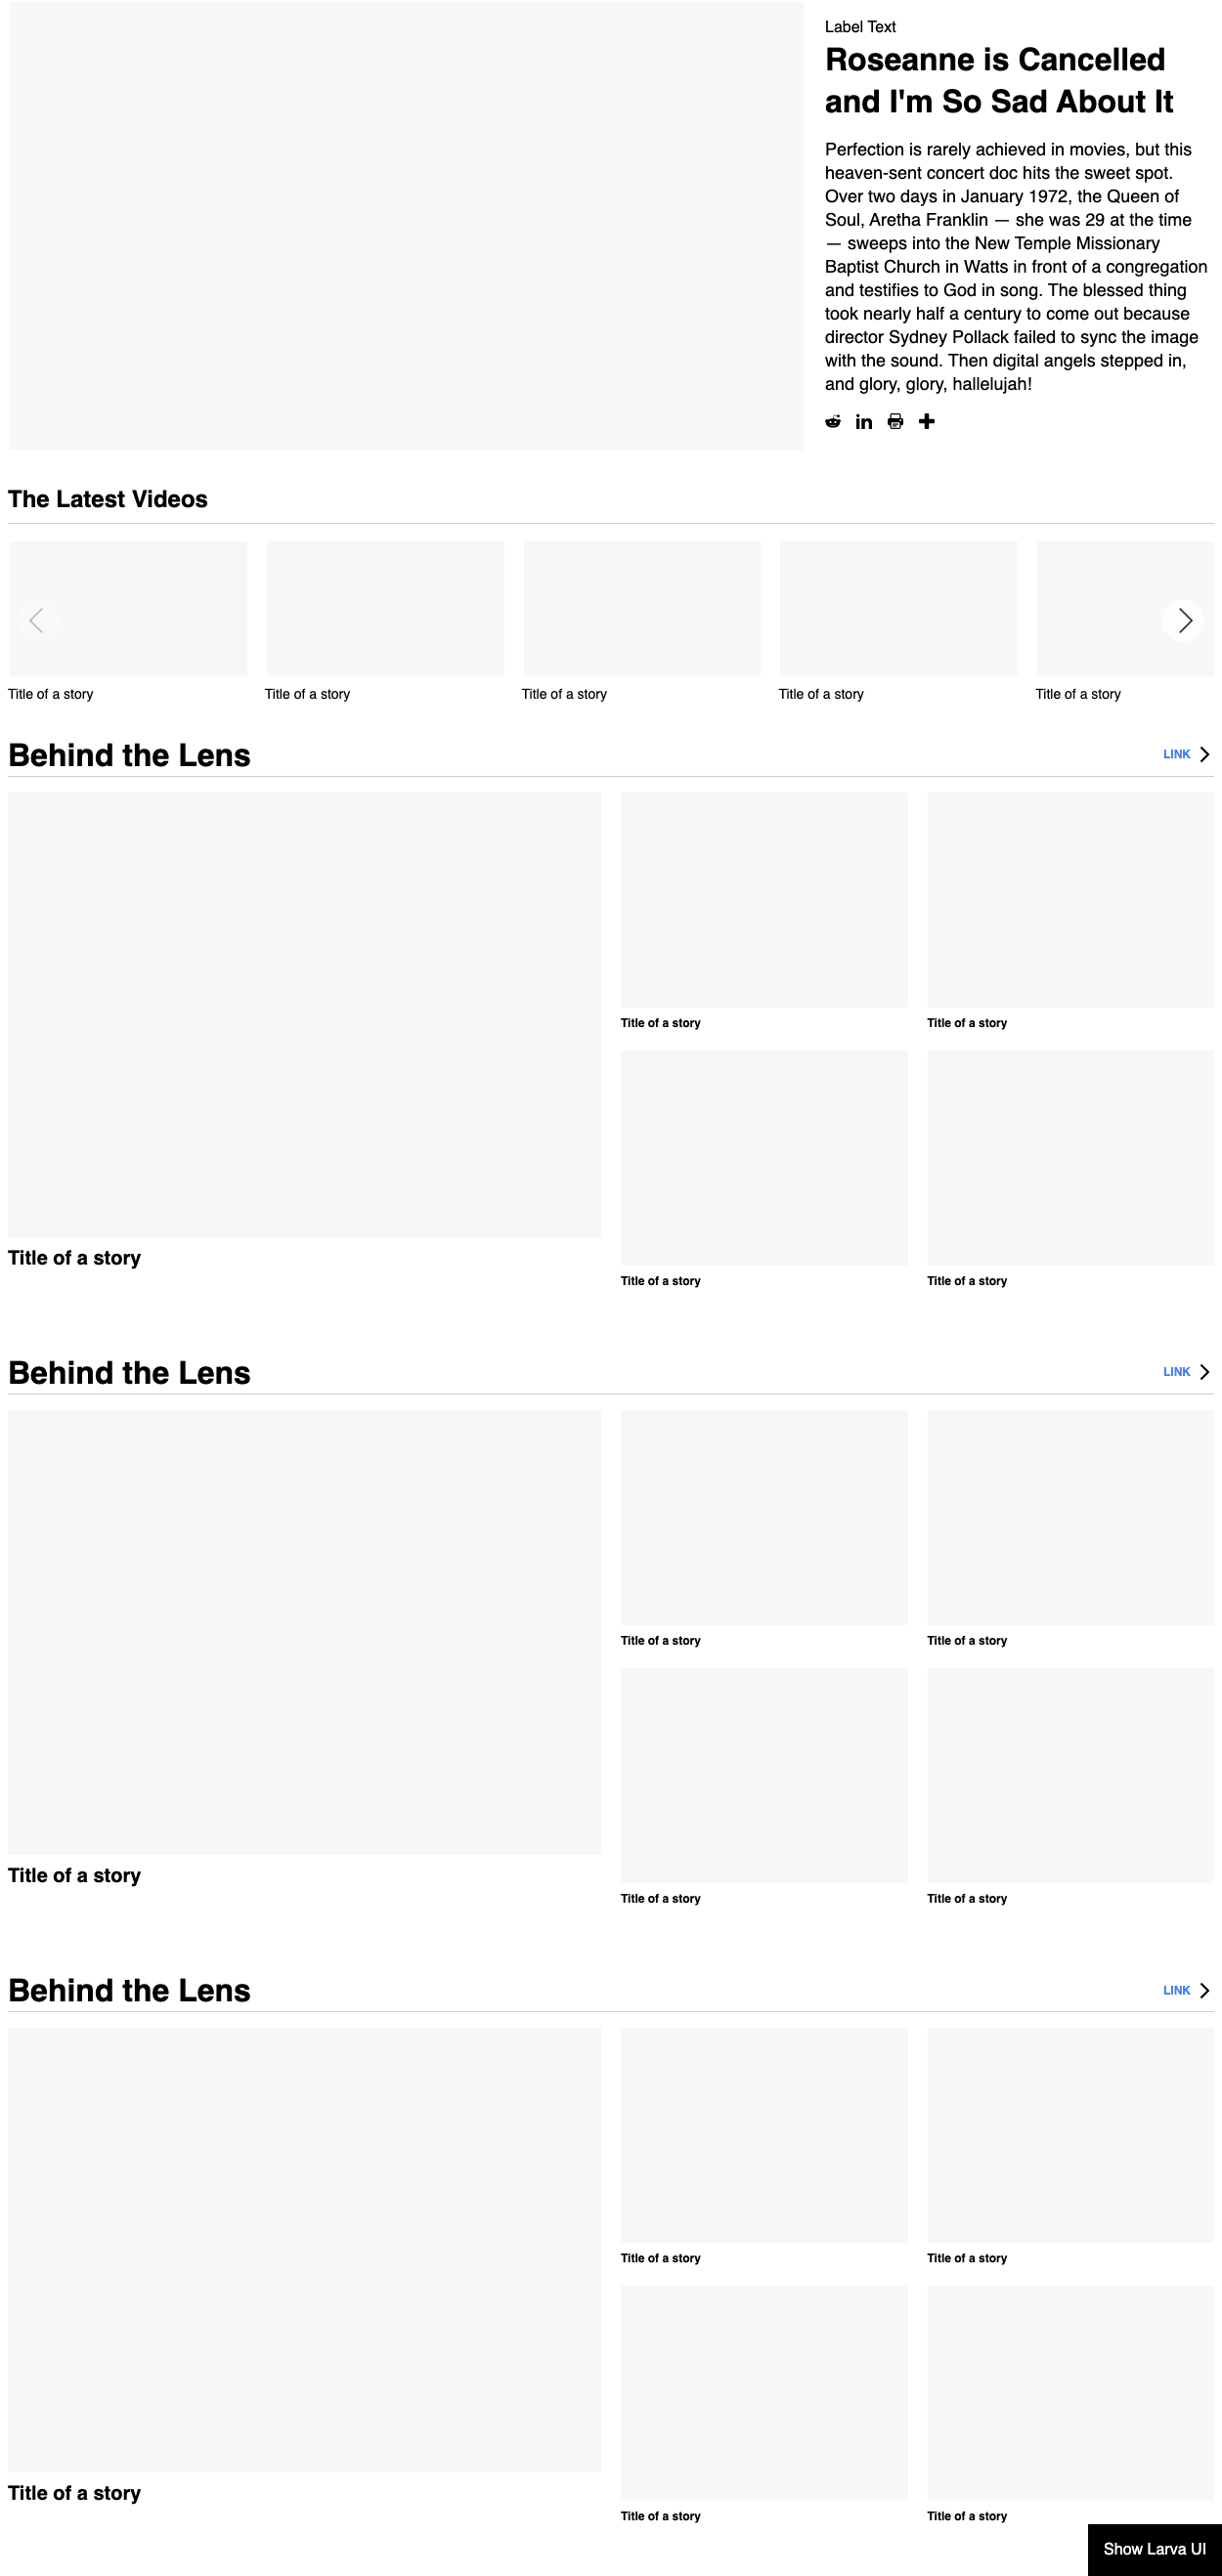 Label Text
Roseanne is Cancelled
and I'm So Sad About It
Perfection is rarely achieved in movies, but this
heaven-sent concert doc hits the sweet spot.
Over two days in January 1972, the Queen of
Soul, Aretha Franklin — she was 29 at the time
— sweeps into the New Temple Missionary
Baptist Church in Watts in front of a congregation
and testifies to God in song. The blessed thing
took nearly half a century to come out because
director Sydney Pollack failed to sync the image
with the sound. Then digital angels stepped in,
and glory, glory, hallelujah!
The Latest Videos
Title of a story
Title of a story
Title of a story
Title of a story
Title of a story
Behind the Lens
LINK
Title of a story
Title of a story
Title of a story
Title of a story
Title of a story
Behind the Lens
LINK
Title of a story
Title of a story
Title of a story
Title of a story
Title of a story
Behind the Lens
LINK
Title of a story
Title of a story
Title of a story
Title of a story
Title of a story
Show Larva UI